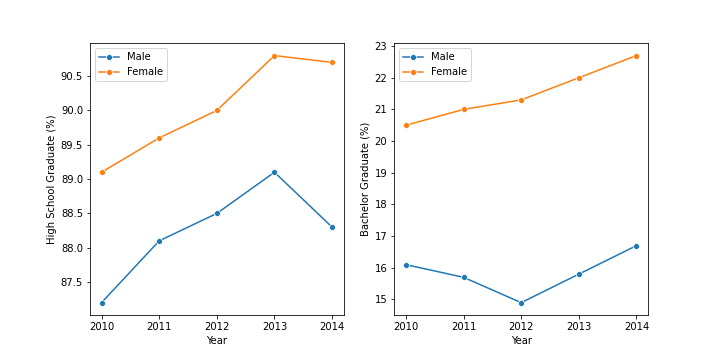 Male
Female
90.5
90.0
89.5
89.0
88.5
88.0
87.5
High School Graduate (%)
2010 2011 2012 2013 2014
Year
Male
Female
23
22
21
20
19
18
17
16
15
Bachelor Graduate (%)
2010 2011 2012 2013 2014
Year